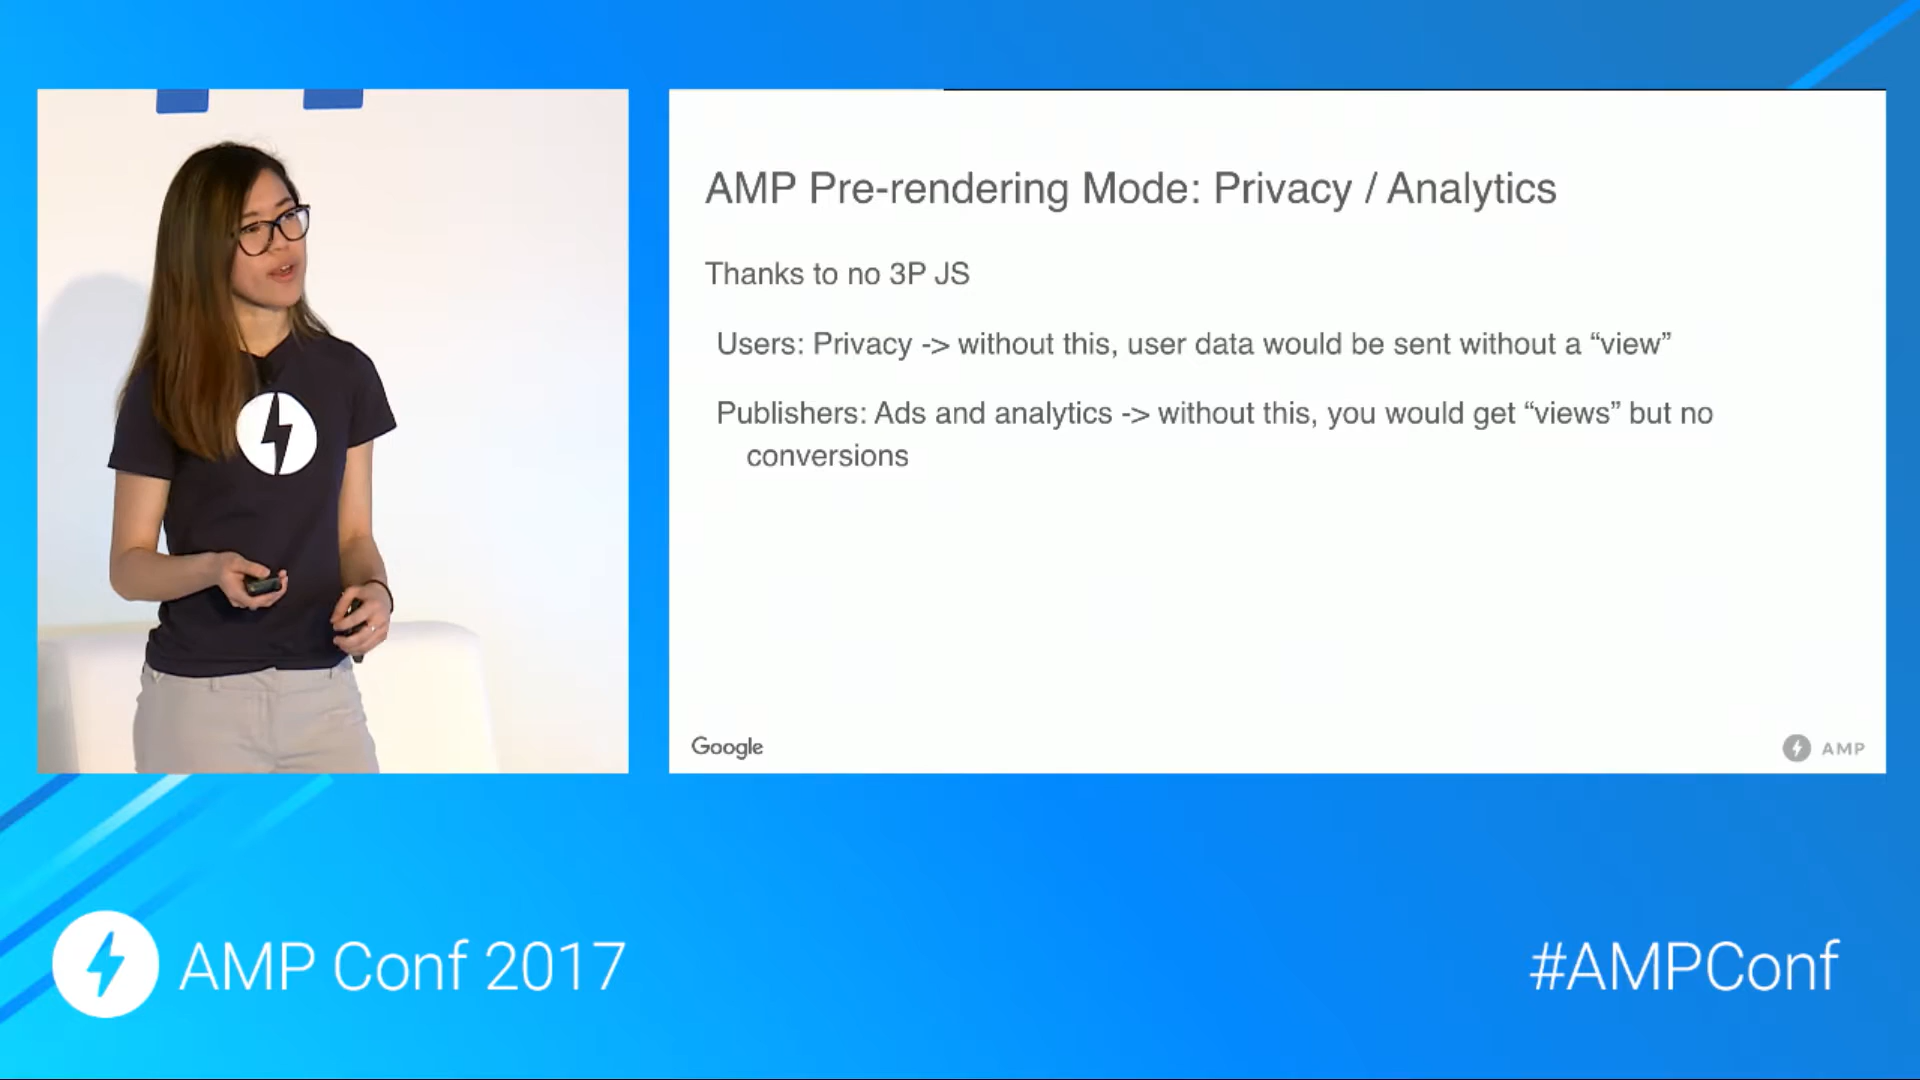 AMP Pre-rendering Mode: Privacy / Analytics
Thanks to no 3P JS
Users: Privacy -> without this, user data would be sent without a “view”
Publishers: Ads and analytics -> without this, you would get “views” but no
conversions
Google
AMP
AMP Conf 2017
#AMPConf